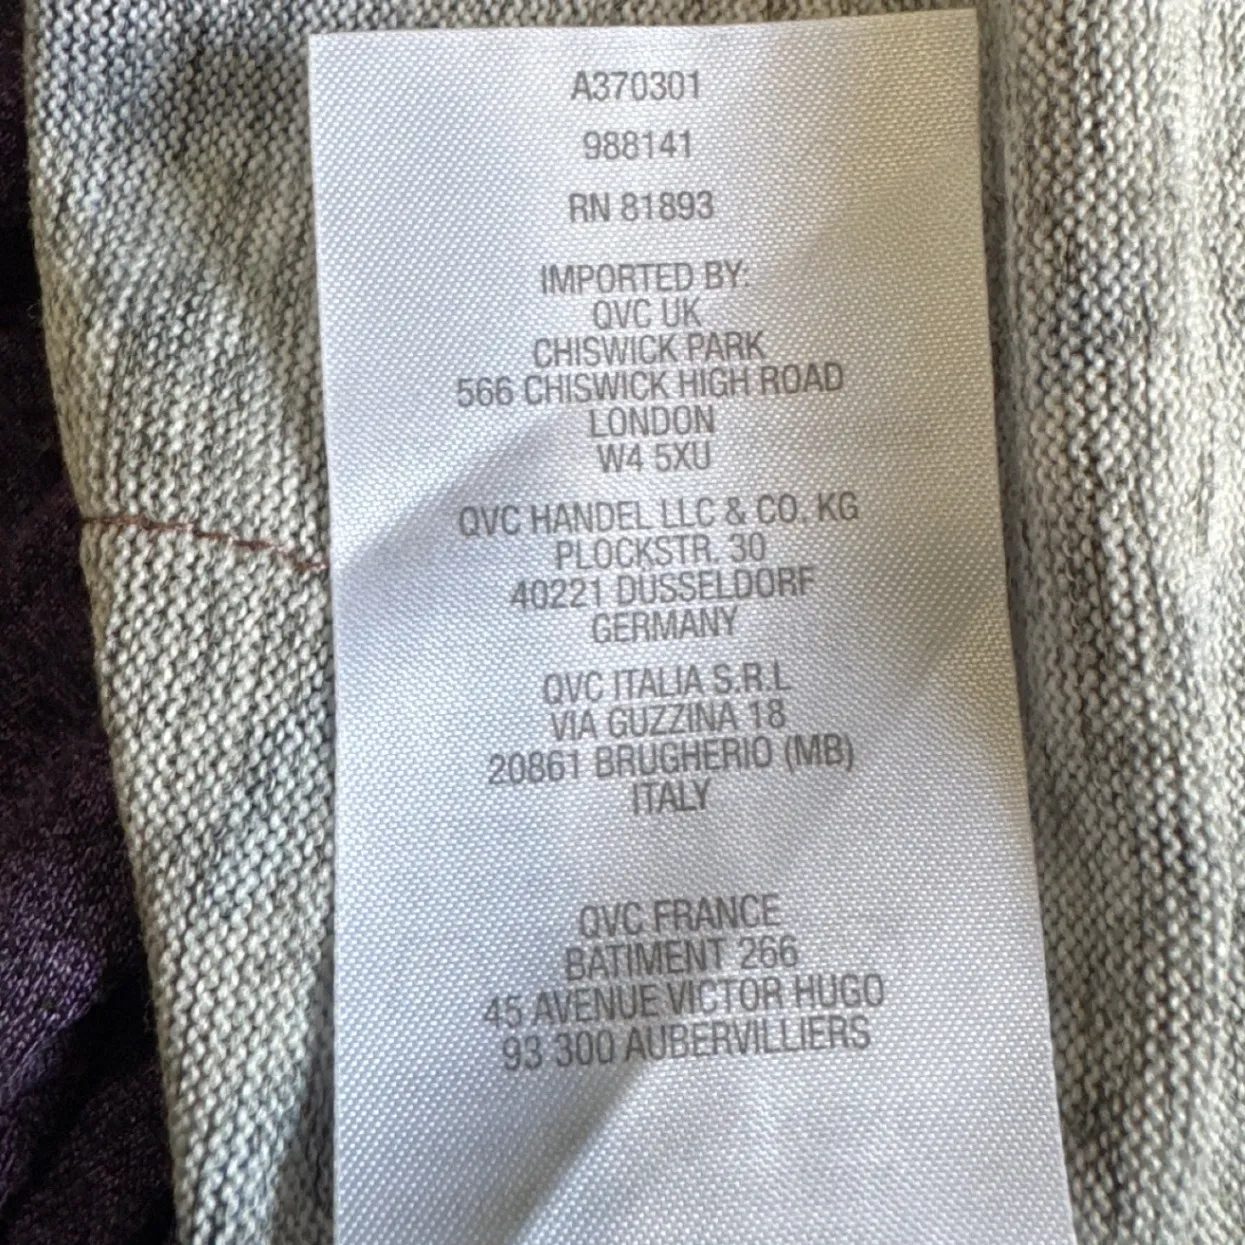 A370301
988141
RN 81893
IMPORTED BY:
QVC UK
CHISWICK PARK
566 CHISWICK HIGH ROAD
LONDON
W4 5XU
QVC HANDEL LLC & CO. KG
PLOCKSTR. 30
40221 DUSSELDORF
GERMANY
QVC ITALIA S.R.L
VIA GUZZINA 18
20861 BRUGHERIO (MB)
ITALY
QVC FRANCE
BATIMENT 266
45 AVENUE VICTOR HUGO
93 300 AUBERVILLIERS